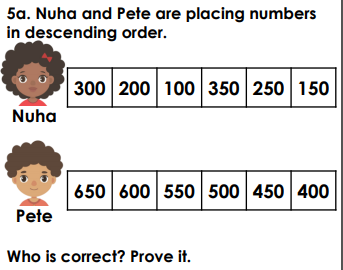 5a. Nuha and Pete are placing numbers
in descending order.
300 200 100 350 250 150
Nuha
650 600 550 500 450 400
Pete
Who is correct? Prove it.